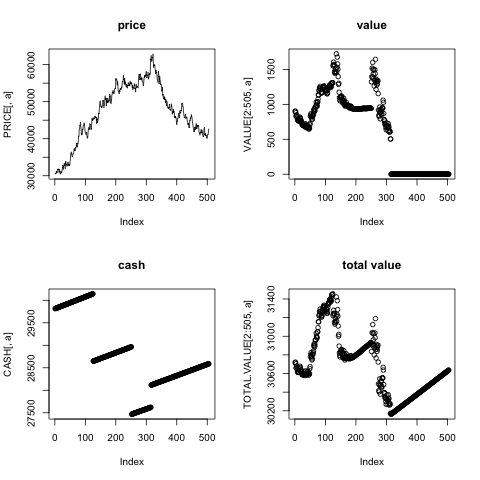 price
PRICE[, a]
30000 40000 50000 60000
0 100 200 300 400 500
Index
value
VALUE[2:505, a]
0 500 1000 1500
0 100 200 300 400 500
Index
cash
CASH[, a]
27500 28500 29500
0 100 200 300 400 500
Index
total value
TOTAL.VALUE[2:505, a]
30200 30600 31000 31400
0 100 200 300 400 500
Index